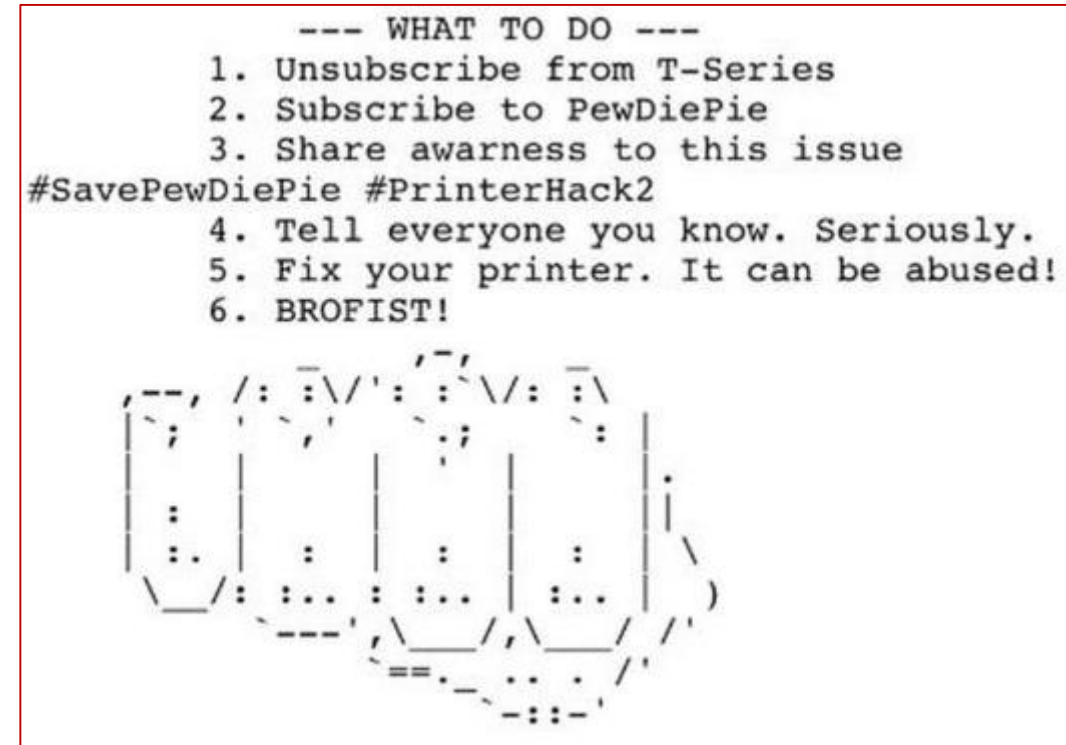 --- WHAT TO DO ---
1. Unsubscribe from T-Series
2. Subscribe to PewDiePie
3. Share awarness to this issue
#SavePewDiePie #PrinterHack2
4. Tell everyone you know. Seriously.
5. Fix your printer. It can be abused!
6. BROFIST!